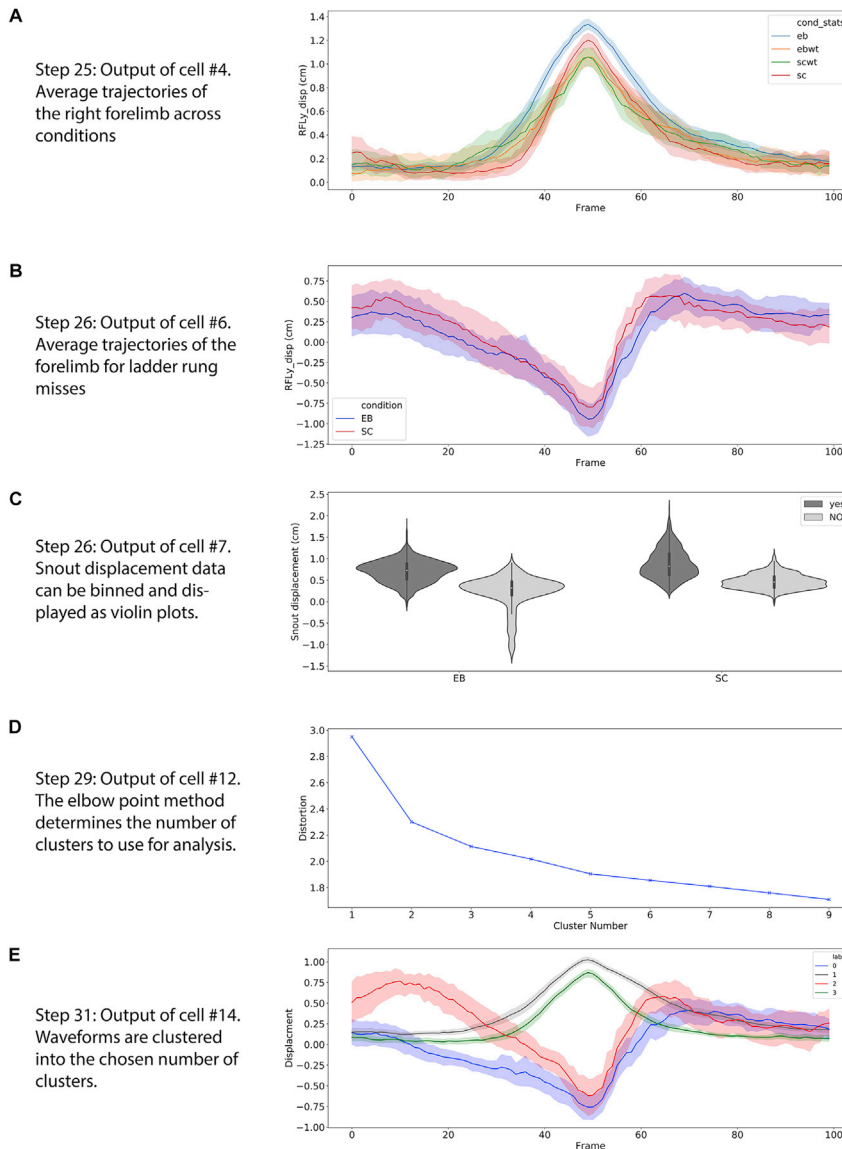 A
Step 25: Output of cell #4.
Average trajectories of
the right forelimb across
conditions
RFLy_disp (cm)
1.4
1.2
1.0
0.8
0.6
0.4
0.2
0.0
0 20 40 60 80 100
Frame
cond_stats
eb
ebwt
scwt
sc
B
Step 26: Output of cell #6.
Average trajectories of the
forelimb for ladder rung
misses
RFLy_disp (cm)
0.75
0.50
0.25
0.00
−0.25
−0.50
−0.75
−1.00
−1.25
0 20 40 60 80 100
Frame
condition
EB
SC
C
Step 26: Output of cell #7.
Snout displacement data
can be binned and dis-
played as violin plots.
Snout displacement (cm)
2.5
2.0
1.5
1.0
0.5
0.0
−0.5
−1.0
−1.5
EB SC
yes
NO
D
Step 29: Output of cell #12.
The elbow point method
determines the number of
clusters to use for analysis.
Distortion
3.0
2.8
2.6
2.4
2.2
2.0
1.8
1 2 3 4 5 6 7 8 9
Cluster Number
E
Step 31: Output of cell #14.
Waveforms are clustered
into the chosen number of
clusters.
Displacment
1.00
0.75
0.50
0.25
0.00
−0.25
−0.50
−0.75
−1.00
0 20 40 60 80 100
Frame
lab
0
1
2
3